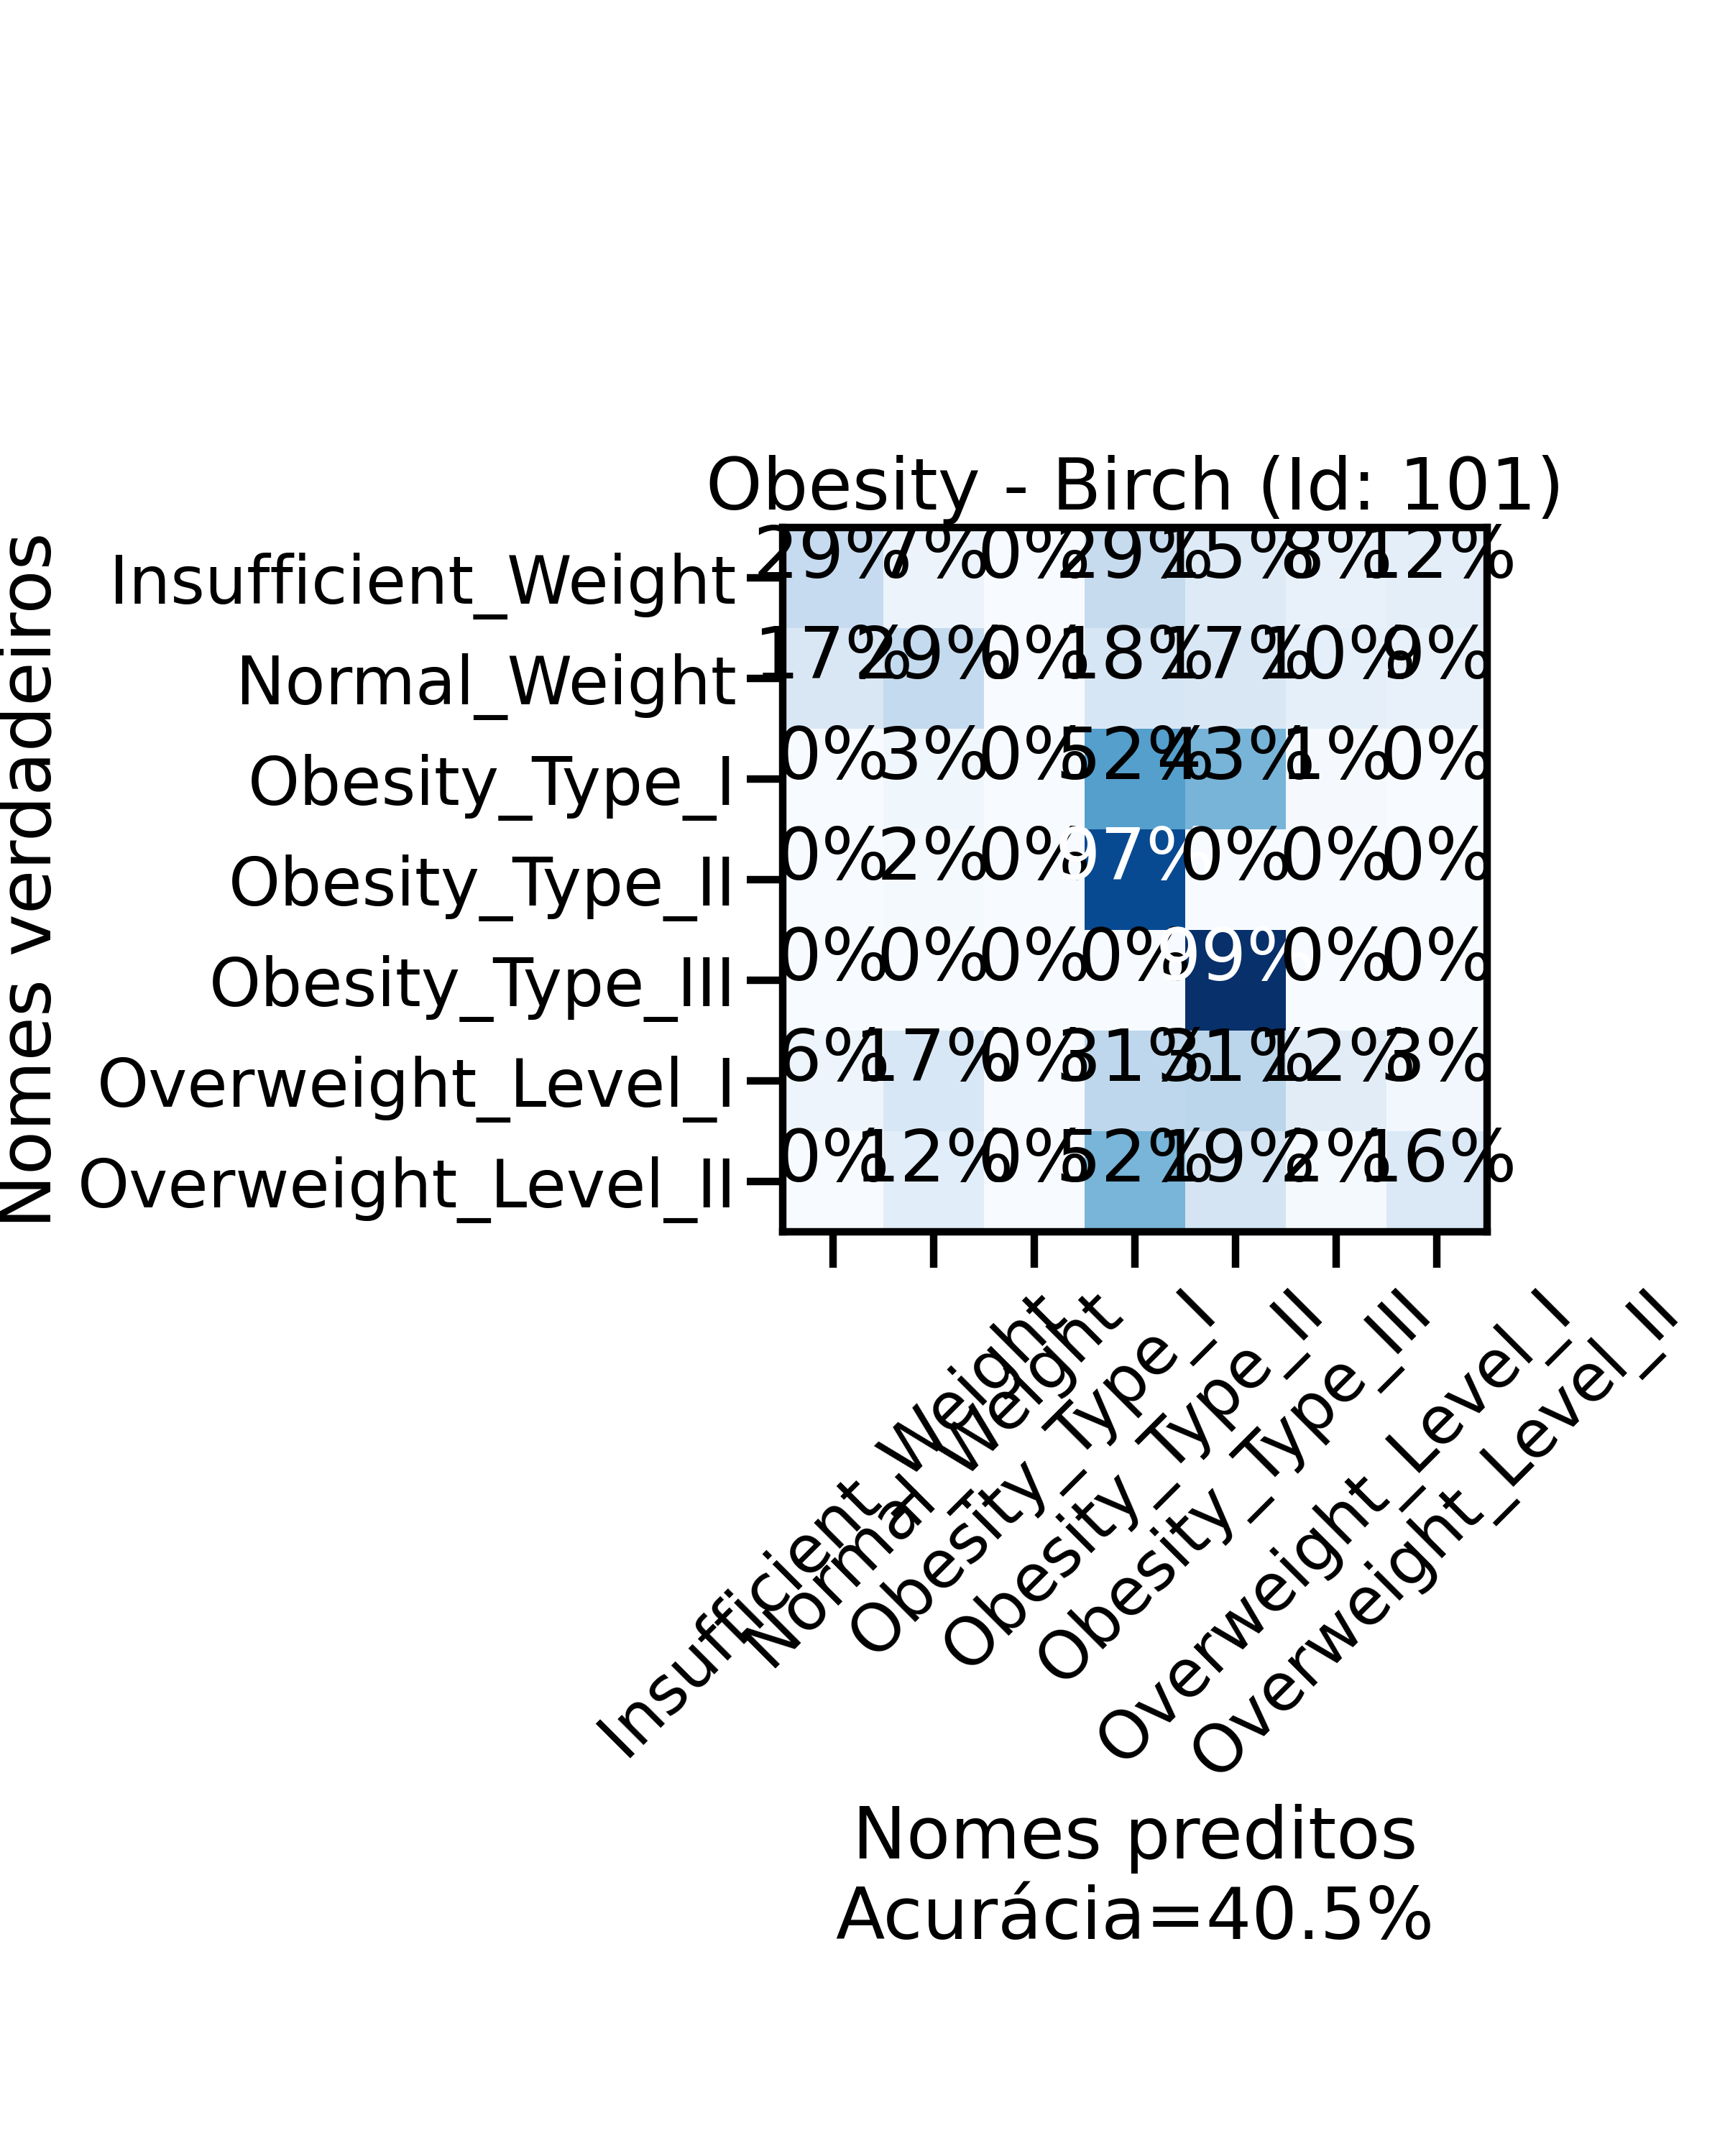 Obesity - Birch (Id: 101)
Nomes verdadeiros
Insufficient_Weight 29% 7% 0% 29% 15% 8% 12%
Normal_Weight 17% 29% 0% 18% 17% 10% 9%
Obesity_Type_I 0% 3% 0% 52% 43% 1% 0%
Obesity_Type_II 0% 2% 0% 97% 0% 0% 0%
Obesity_Type_III 0% 0% 0% 0% 99% 0% 0%
Overweight_Level_I 6% 17% 0% 31% 31% 12% 3%
Overweight_Level_II 0% 12% 0% 52% 19% 2% 16%
Insufficient_Weight
Normal_Weight
Obesity_Type_I
Obesity_Type_II
Obesity_Type_III
Overweight_Level_I
Overweight_Level_II
Nomes preditos
Acurácia=40.5%